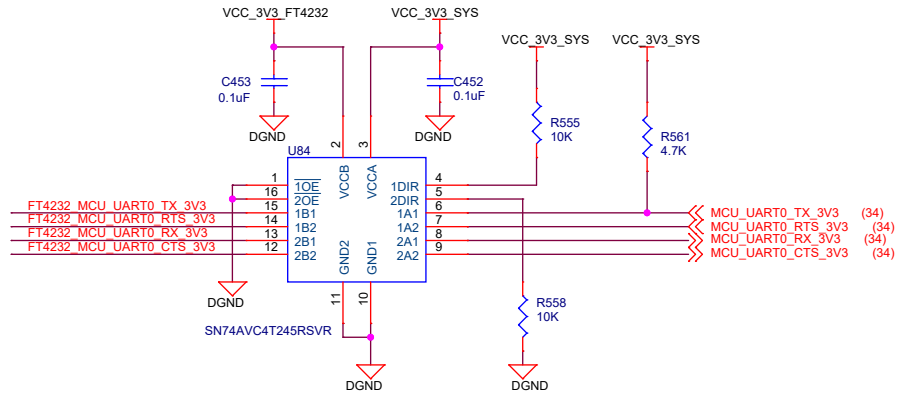 VCC_3V3_FT4232
VCC_3V3_SYS
VCC_3V3_SYS
VCC_3V3_SYS
C453
0.1uF
C452
0.1uF
R555
10K
R561
4.7K
DGND
DGND
U84
2
3
VCCB
VCCA
1
1OE
1DIR
4
16
2OE
2DIR
5
FT4232_MCU_UART0_TX_3V3
15
1B1
1A1
6
MCU_UART0_TX_3V3
(34)
FT4232_MCU_UART0_RTS_3V3
14
1B2
1A2
7
MCU_UART0_RTS_3V3
(34)
FT4232_MCU_UART0_RX_3V3
13
2B1
2A1
8
MCU_UART0_RX_3V3
(34)
FT4232_MCU_UART0_CTS_3V3
12
2B2
2A2
9
MCU_UART0_CTS_3V3
(34)
GND2
GND1
11
10
DGND
R558
10K
SN74AVC4T245RSVR
DGND
DGND